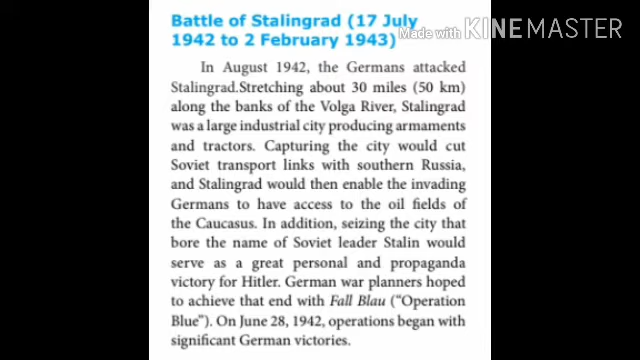 Battle of Stalingrad (17 July
1942 to 2 February 1943)
Made with KINEMASTER
In August 1942, the Germans attacked
Stalingrad.Stretching about 30 miles (50 km)
along the banks of the Volga River, Stalingrad
was a large industrial city producing armaments
and tractors. Capturing the city would cut
Soviet transport links with southern Russia,
and Stalingrad would then enable the invading
Germans to have access to the oil fields of
the Caucasus. In addition, seizing the city that
bore the name of Soviet leader Stalin would
serve as a great personal and propaganda
victory for Hitler. German war planners hoped
to achieve that end with Fall Blau (“Operation
Blue”). On June 28, 1942, operations began with
significant German victories.